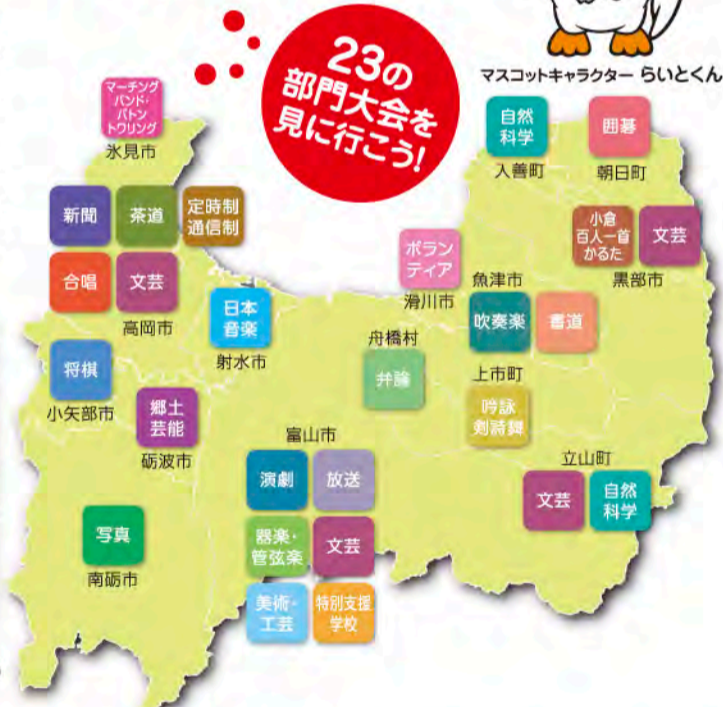 23の
部門大会を
見に行こう!
マスコットキャラクター らいとくん
マーチング
バンド・
バトン
トワリング
氷見市
自然
科学
入善町
囲碁
朝日町
新聞
茶道
定時制
通信制
合唱
文芸
高岡市
日本
音楽
射水市
ボラン
ティア
滑川市
小倉
百人一首
かるた
文芸
黒部市
魚津市
吹奏楽
書道
舟橋村
弁論
上市町
吟詠
剣詩舞
将棋
小矢部市
郷土
芸能
砺波市
富山市
演劇
放送
器楽・
管弦楽
文芸
美術・
工芸
特別支援
学校
立山町
文芸
自然
科学
写真
南砺市